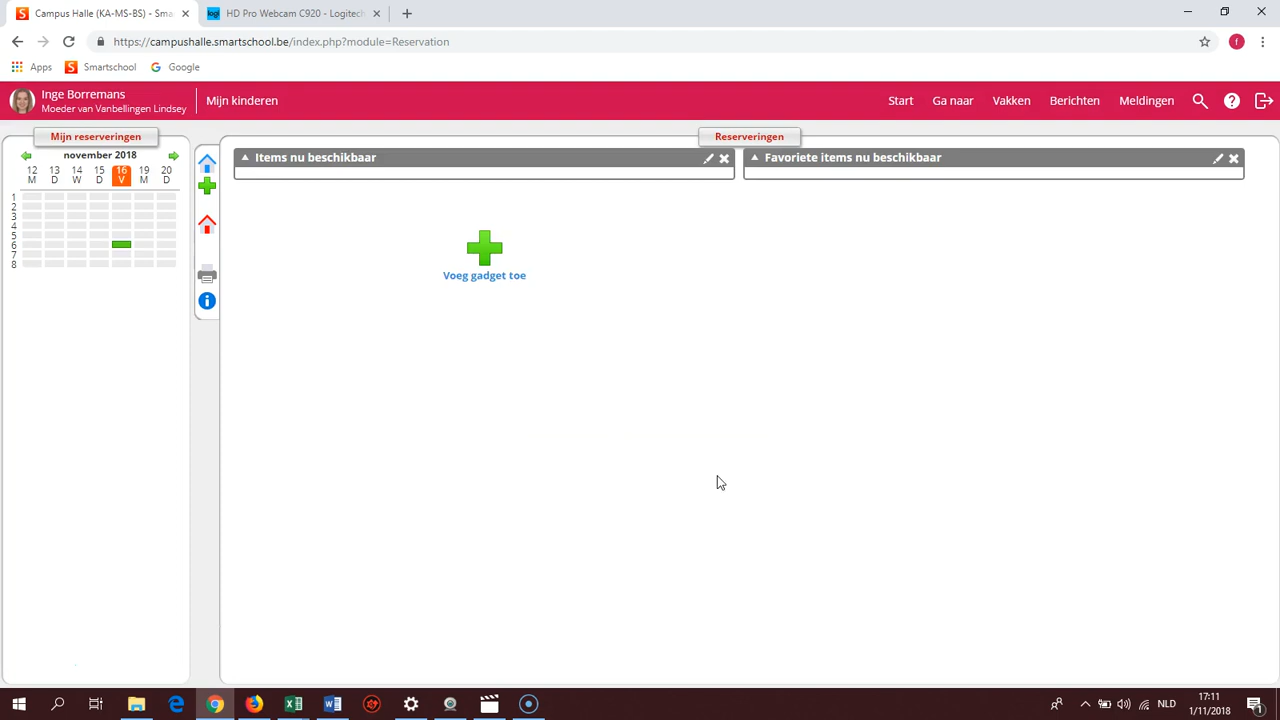 Campus Halle (KA-MS-BS) - Sma
HD Pro Webcam C920 - Logitech
https://campushalle.smartschool.be/index.php?module=Reservation
f
Apps
Smartschool
Google
Inge Borremans
Moeder van Vanbellingen Lindsey
Mijn kinderen
Start
Ga naar
Vakken
Berichten
Meldingen
Mijn reserveringen
Reserveringen
november 2018
12 13 14 15 16 19 20
M D W D V M D
1
2
3
4
5
6
7
8
Items nu beschikbaar
Favoriete items nu beschikbaar
Voeg gadget toe
NLD
17:11
1/11/2018
1